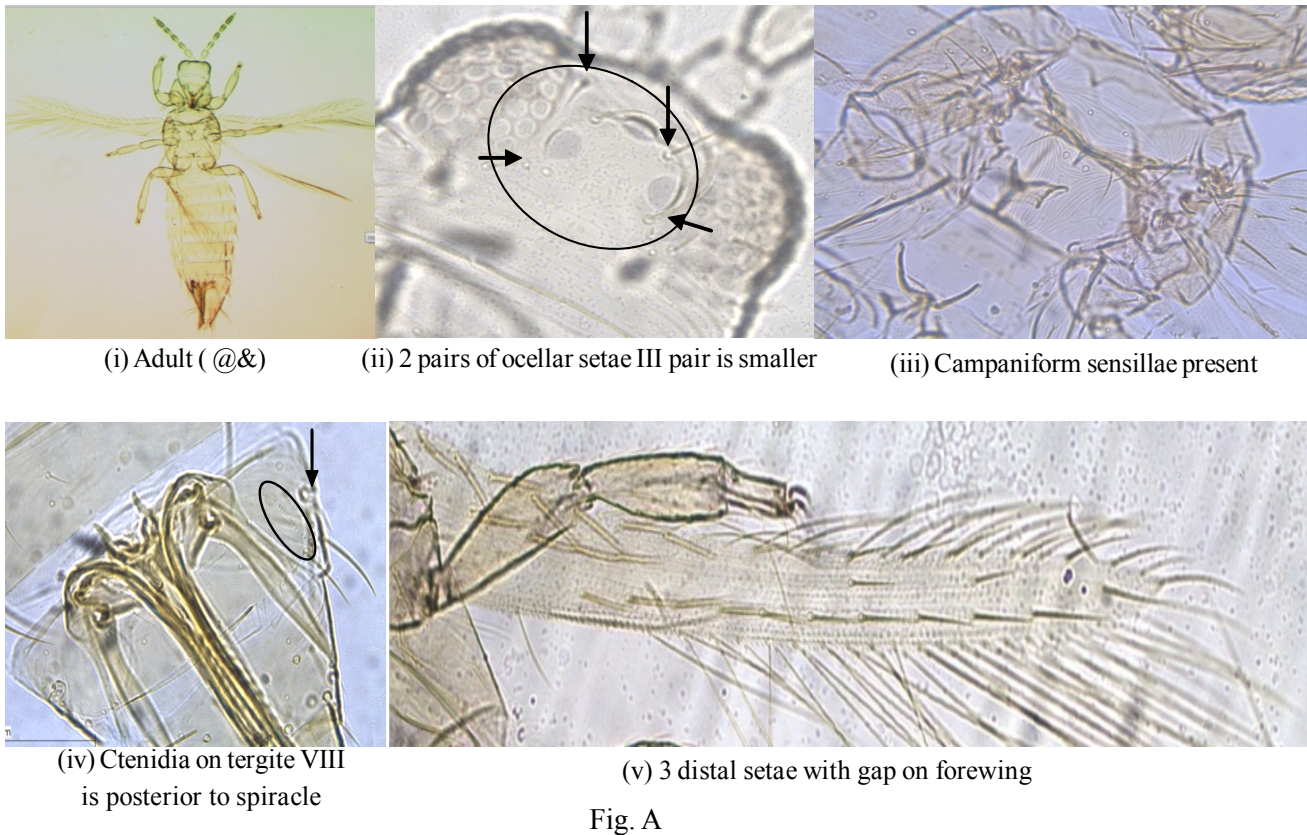 (i) Adult ( @&)
(ii) 2 pairs of ocellar setae III pair is smaller
(iii) Campaniform sensillae present
(iv) Ctenidia on tergite VIII
is posterior to spiracle
(v) 3 distal setae with gap on forewing
Fig. A